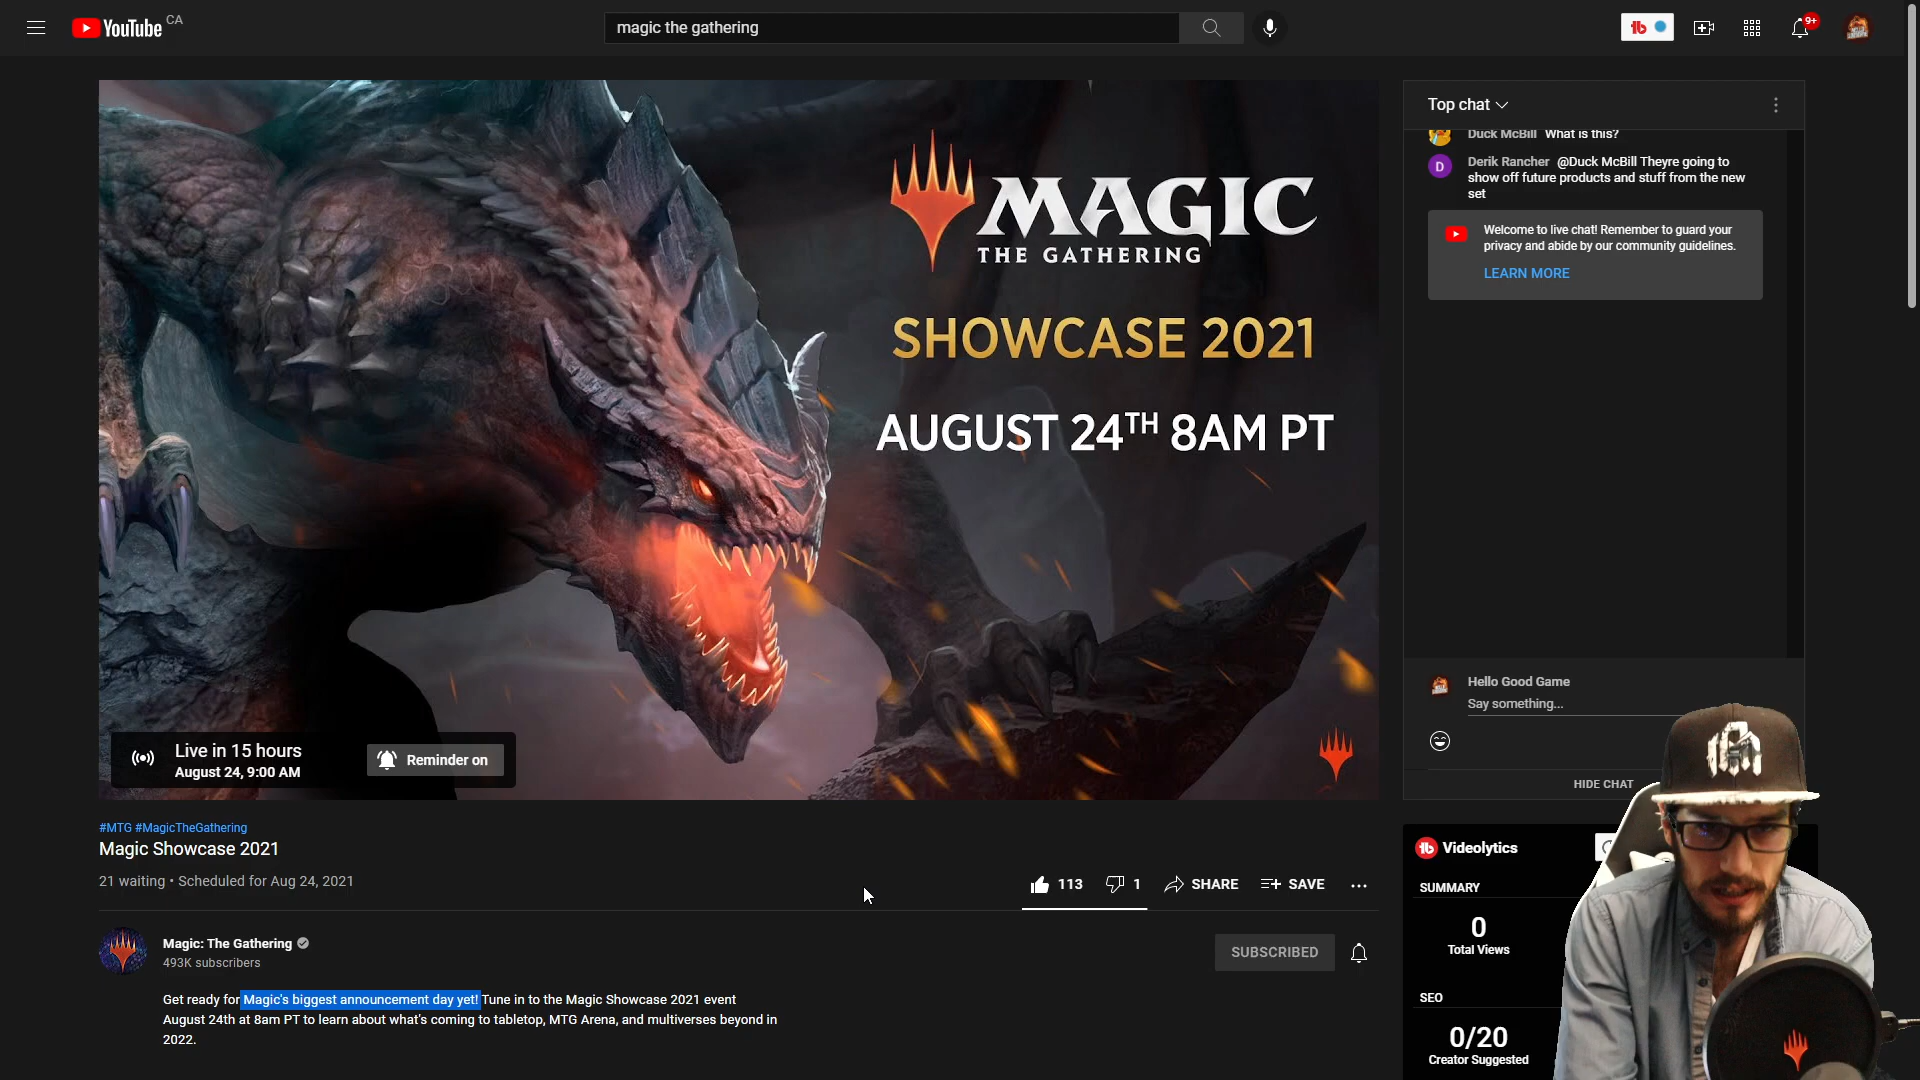 YouTube CA
magic the gathering
9+
MAGIC
THE GATHERING
SHOWCASE 2021
AUGUST 24TH 8AM PT
Live in 15 hours
August 24, 9:00 AM
Reminder on
Top chat
Duck McBill What is this?
D
Derik Rancher @Duck McBill Theyre going to
show off future products and stuff from the new
set
Welcome to live chat! Remember to guard your
privacy and abide by our community guidelines.
LEARN MORE
Hello Good Game
Say something...
HIDE CHAT
#MTG #MagicTheGathering
Magic Showcase 2021
21 waiting • Scheduled for Aug 24, 2021
113
1
SHARE
SAVE
Magic: The Gathering
493K subscribers
SUBSCRIBED
Get ready for Magic's biggest announcement day yet! Tune in to the Magic Showcase 2021 event
August 24th at 8am PT to learn about what's coming to tabletop, MTG Arena, and multiverses beyond in
2022.
Videolytics
SUMMARY
0
Total Views
SEO
0/20
Creator Suggested